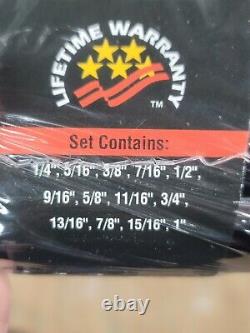 LIFETIME WARRANTY
TM
Set Contains:
1/4", 5/16", 3/8", 7/16", 1/2",
9/16", 5/8", 11/16", 3/4",
13/16", 7/8", 15/16", 1"